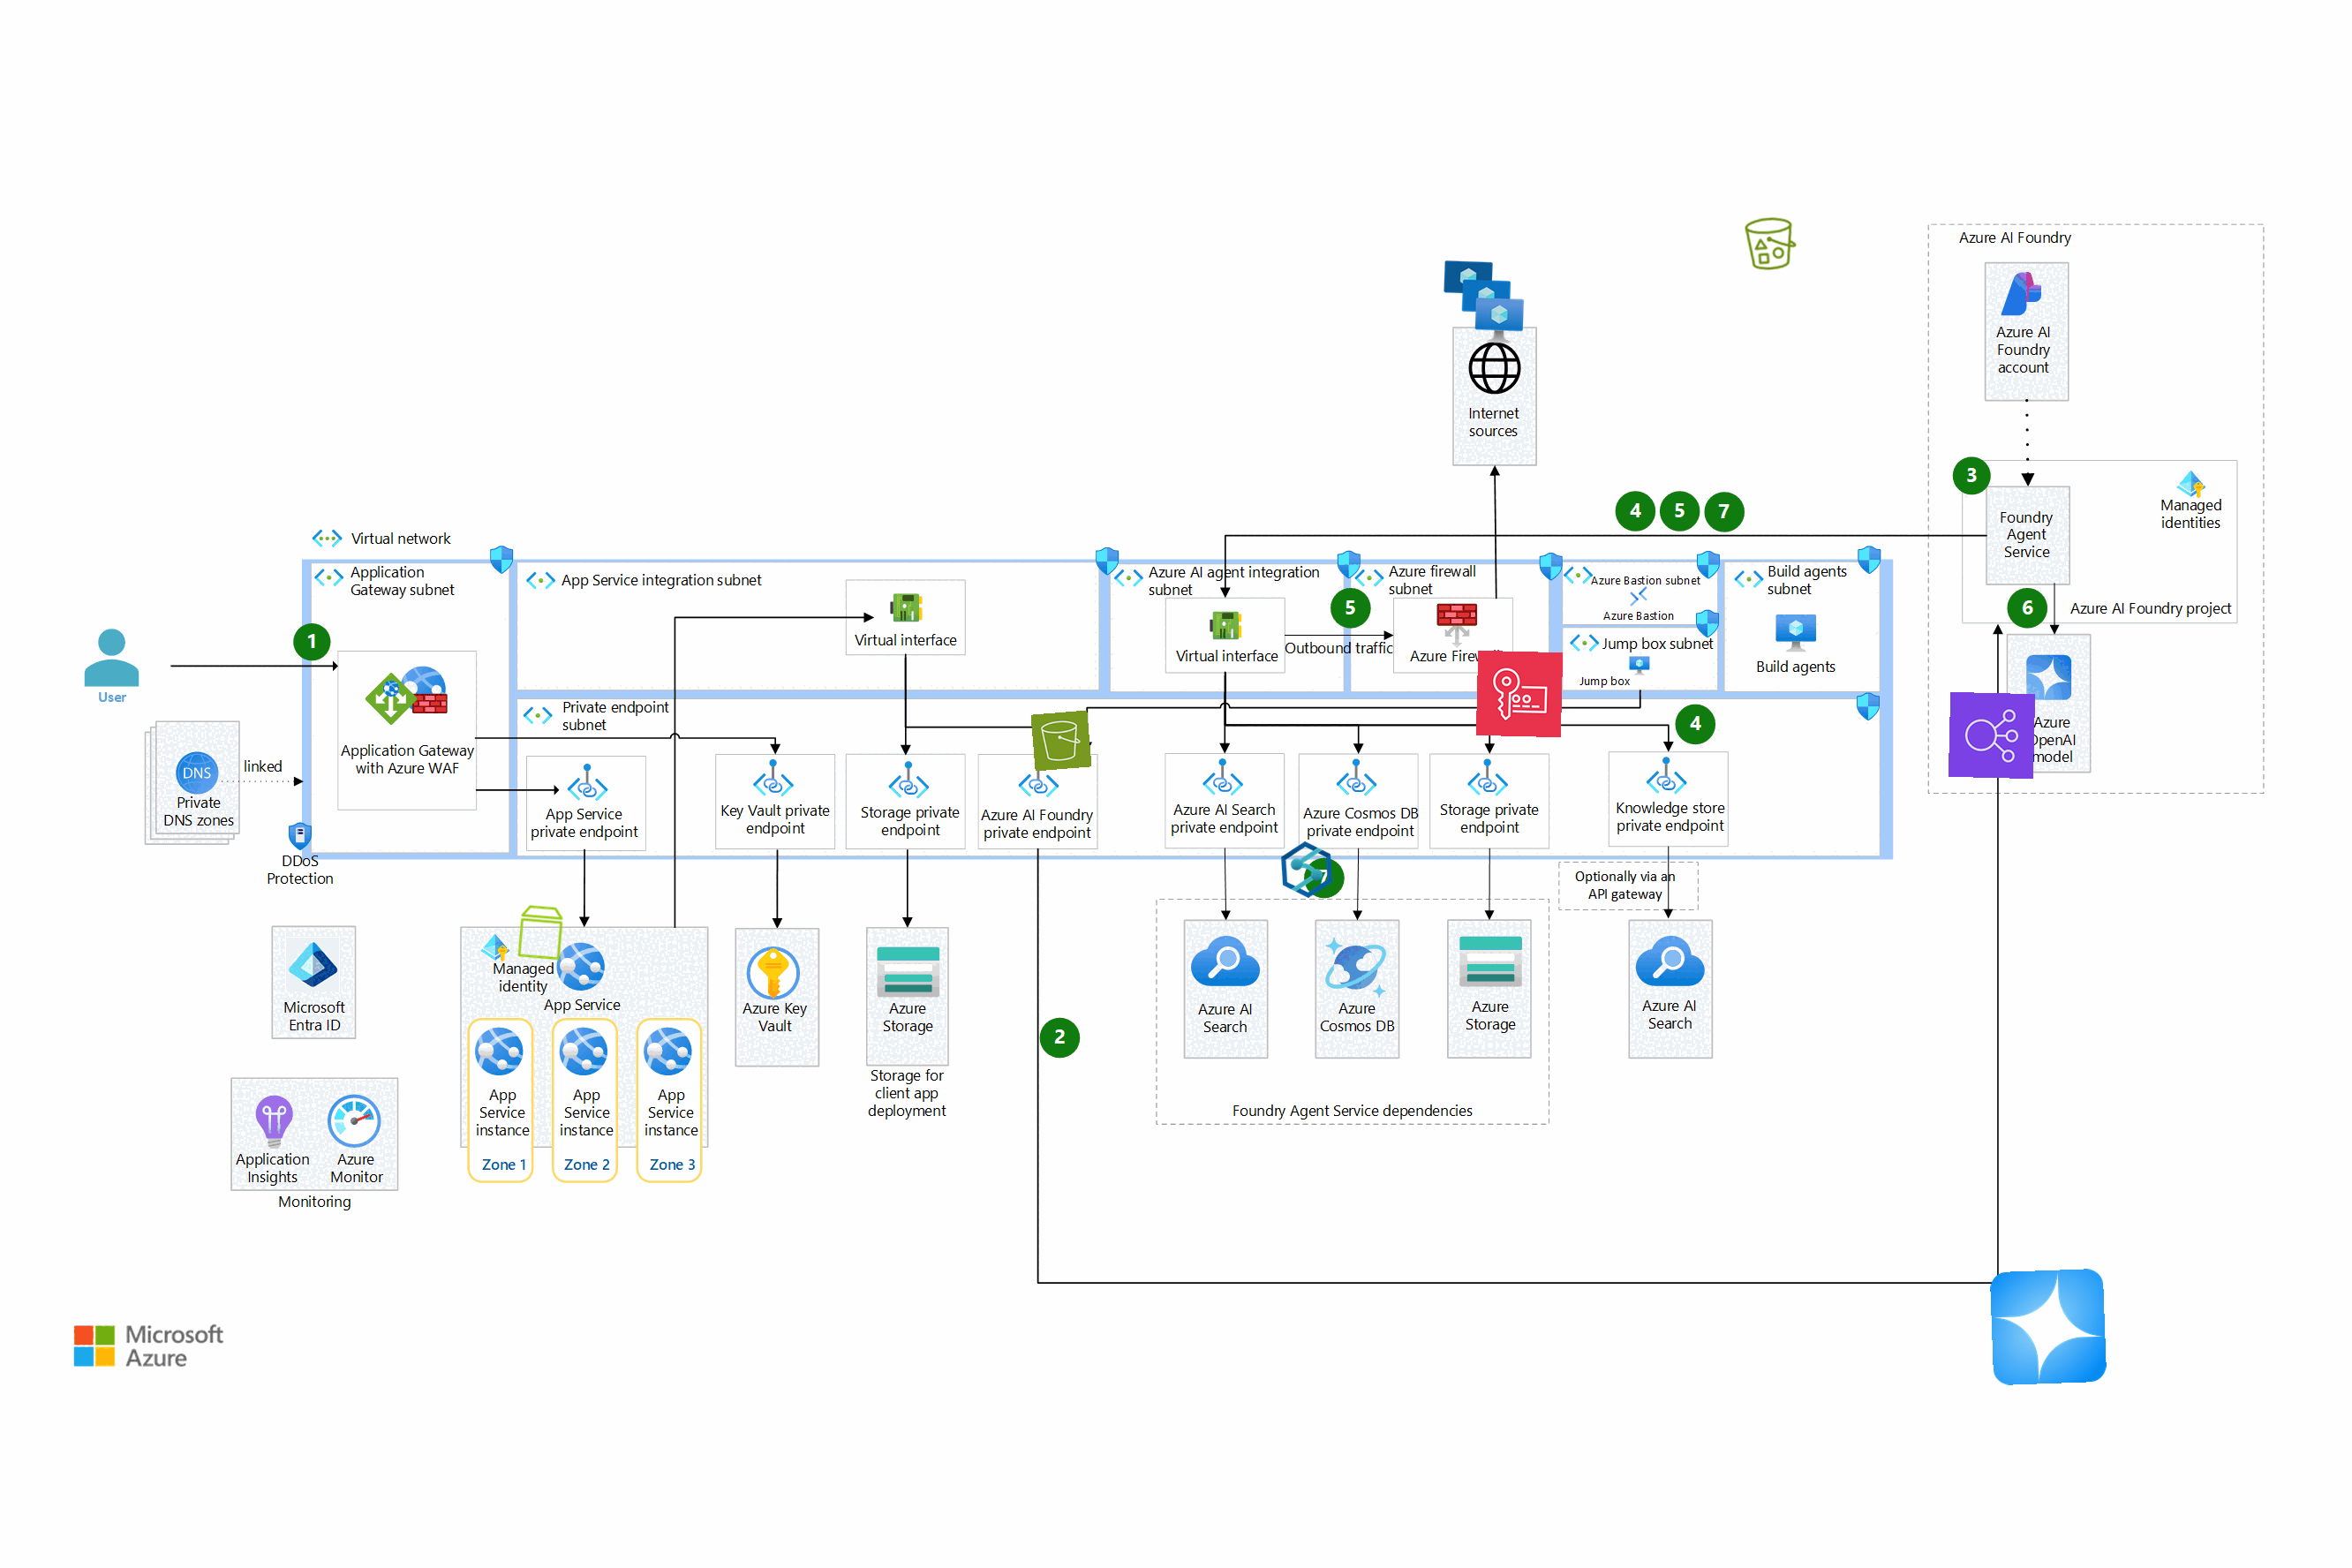 Azure AI Foundry
Azure AI
Foundry
account
Internet
sources
3
Managed
identities
Foundry
Agent
Service
4 5 7
Virtual network
Application
Gateway subnet
App Service integration subnet
Azure AI agent integration
subnet
Azure firewall
subnet
Azure Bastion subnet
Azure Bastion
Build agents
subnet
5
6
Azure AI Foundry project
1
Virtual interface
Virtual interface
Outbound traffic
Jump box subnet
Jump box
Build agents
User
Private endpoint
subnet
4
Application Gateway
with Azure WAF
Azure
OpenAI
model
linked
DNS
Private
DNS zones
App Service
private endpoint
Key Vault private
endpoint
Storage private
endpoint
Azure AI Foundry
private endpoint
Azure AI Search
private endpoint
Azure Cosmos DB
private endpoint
Storage private
endpoint
Knowledge store
private endpoint
DDoS
Protection
Optionally via an
API gateway
Microsoft
Entra ID
Managed
identity
App Service
Azure Key
Vault
Azure
Storage
Storage for
client app
deployment
2
Azure AI
Search
Azure
Cosmos DB
Azure
Storage
Azure AI
Search
Foundry Agent Service dependencies
App
Service
instance
App
Service
instance
App
Service
instance
Zone 1
Zone 2
Zone 3
Application
Insights
Azure
Monitor
Monitoring
Microsoft
Azure